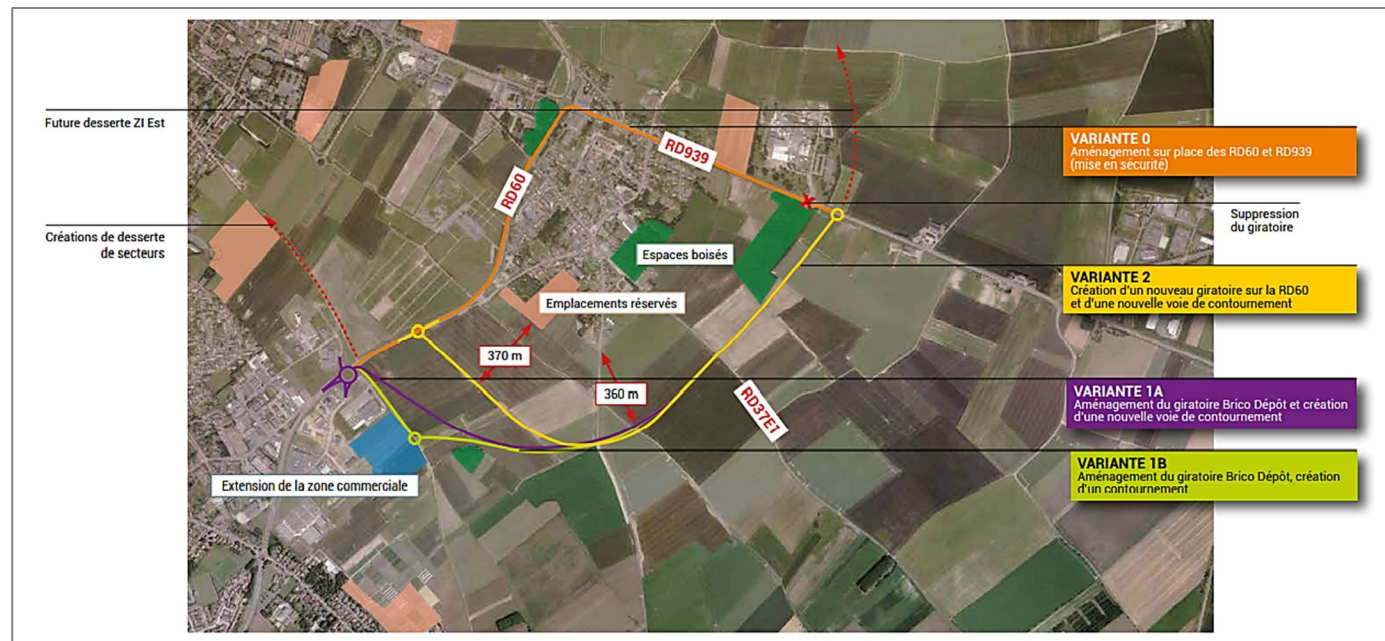 Future desserte ZI Est
Créations de desserte
de secteurs
RD60
RD939
Espaces boisés
Emplacements réservés
370 m
360 m
RD37E1
Extension de la zone commerciale
VARIANTE 0
Aménagement sur place des RD60 et RD939
(mise en sécurité)
Suppression
du giratoire
VARIANTE 2
Création d'un nouveau giratoire sur la RD60
et d'une nouvelle voie de contournement
VARIANTE 1A
Aménagement du giratoire Brico Dépôt et création
d'une nouvelle voie de contournement
VARIANTE 1B
Aménagement du giratoire Brico Dépôt, création
d'un contournement